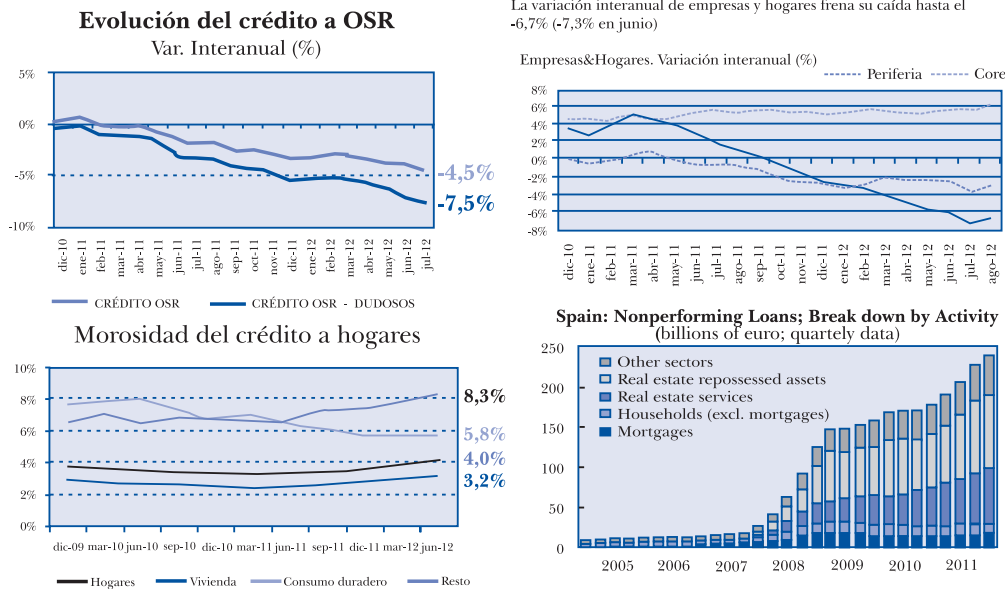 Evolución del crédito a OSR
Var. Interanual (%)
5%
0%
-5%
-10%
-4,5%
-7,5%
dic-10
ene-11
feb-11
mar-11
abr-11
may-11
jun-11
jul-11
ago-11
sep-11
oct-11
nov-11
dic-11
ene-12
feb-12
mar-12
abr-12
may-12
jun-12
jul-12
CRÉDITO OSR
CRÉDITO OSR - DUDOSOS
La variación interanual de empresas y hogares frena su caída hasta el
-6,7% (-7,3% en junio)
Empresas&Hogares. Variación interanual (%)
Periferia
Core
8%
6%
4%
2%
0%
-2%
-4%
-6%
-8%
dic-10
ene-11
feb-11
mar-11
abr-11
may-11
jun-11
jul-11
ago-11
sep-11
oct-11
nov-11
dic-11
ene-12
feb-12
mar-12
abr-12
may-12
jun-12
jul-12
ago-12
Morosidad del crédito a hogares
10%
8%
6%
4%
2%
0%
8,3%
5,8%
4,0%
3,2%
dic-09 mar-10 jun-10 sep-10 dic-10 mar-11 jun-11 sep-11 dic-11 mar-12 jun-12
Hogares
Vivienda
Consumo duradero
Resto
Spain: Nonperforming Loans; Break down by Activity
(billions of euro; quartely data)
250
200
150
100
50
0
Other sectors
Real estate repossessed assets
Real estate services
Households (excl. mortgages)
Mortgages
2005 2006 2007 2008 2009 2010 2011